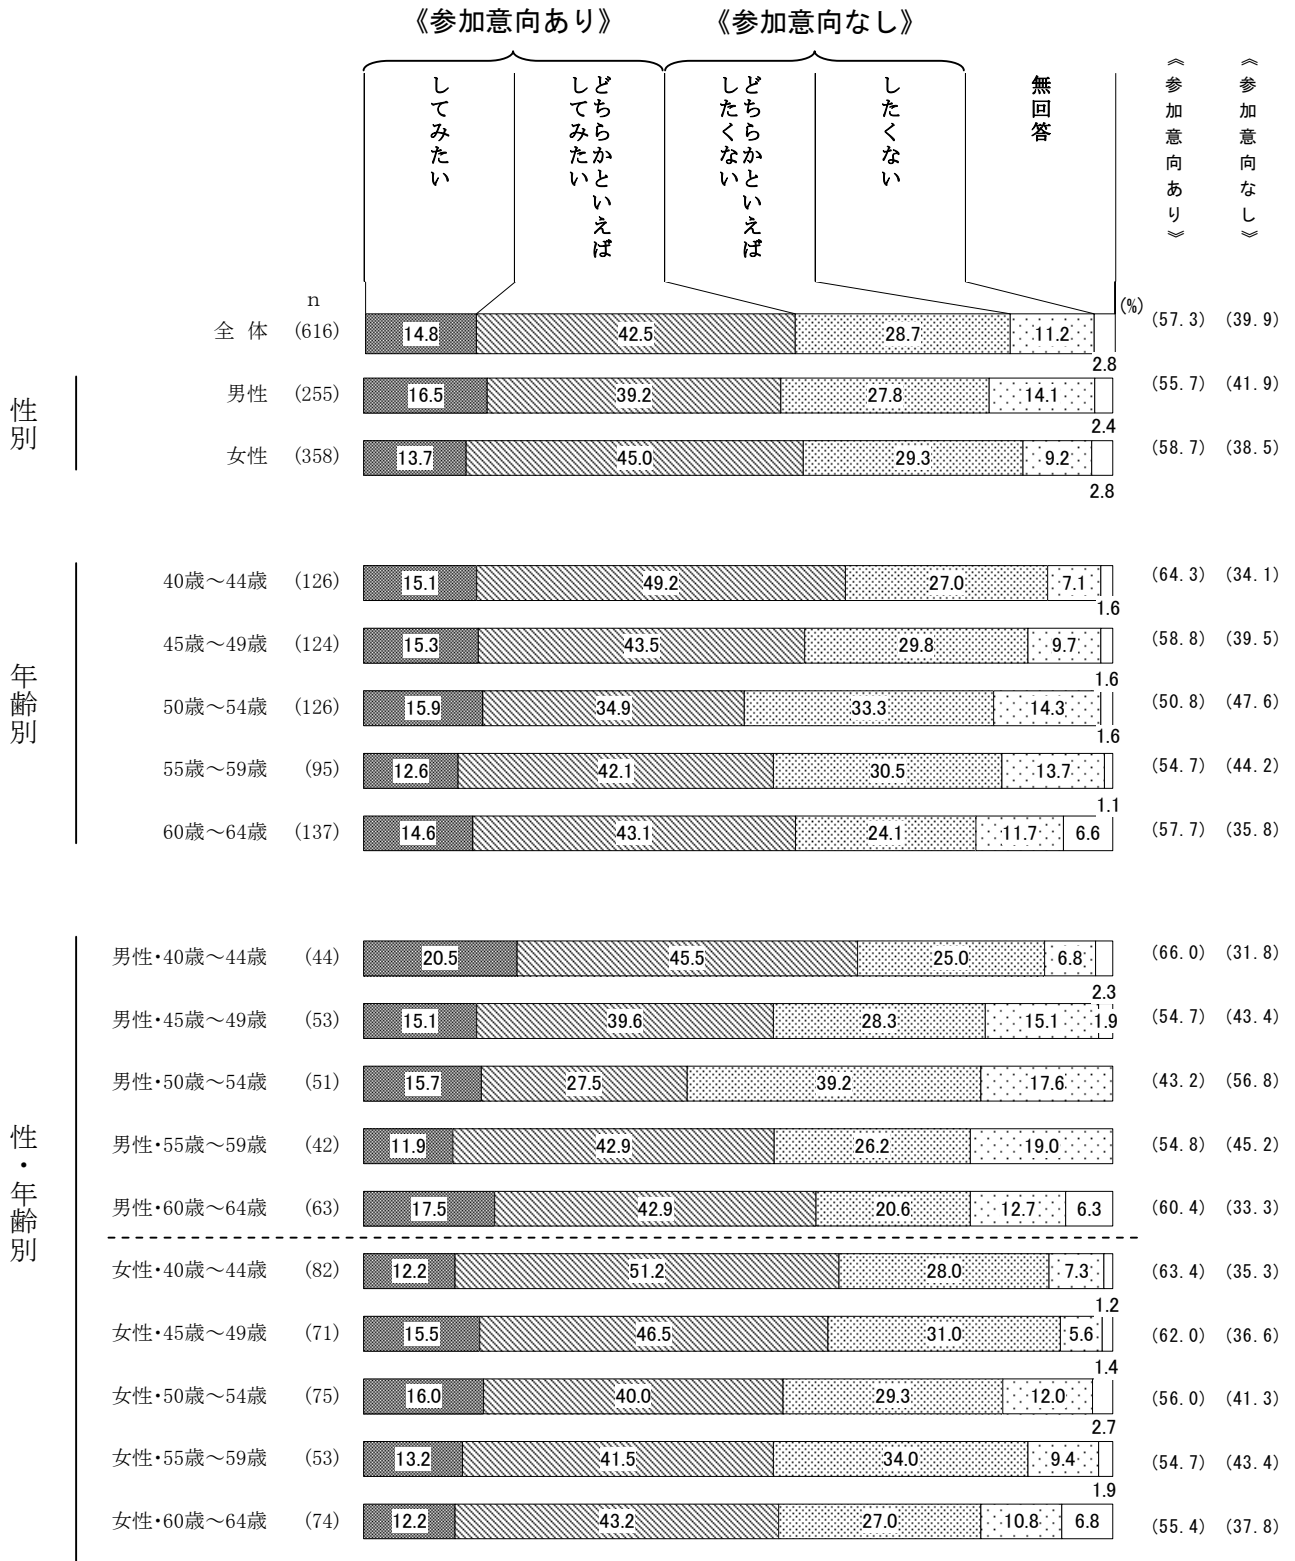 《参加意向あり》 《参加意向なし》
してみたい
どちらかといえば
してみたい
どちらかといえば
したくない
したくない
無回答
《参加意向あり》
《参加意向なし》
n
(%)
全 体 (616) 14.8 42.5 28.7 11.2 2.8 (57.3) (39.9)
性別
男性 (255) 16.5 39.2 27.8 14.1 2.4 (55.7) (41.9)
女性 (358) 13.7 45.0 29.3 9.2 2.8 (58.7) (38.5)
年齢別
40歳～44歳 (126) 15.1 49.2 27.0 7.1 1.6 (64.3) (34.1)
45歳～49歳 (124) 15.3 43.5 29.8 9.7 1.6 (58.8) (39.5)
50歳～54歳 (126) 15.9 34.9 33.3 14.3 1.6 (50.8) (47.6)
55歳～59歳 (95) 12.6 42.1 30.5 13.7 1.1 (54.7) (44.2)
60歳～64歳 (137) 14.6 43.1 24.1 11.7 6.6 (57.7) (35.8)
性・年齢別
男性・40歳～44歳 (44) 20.5 45.5 25.0 6.8 2.3 (66.0) (31.8)
男性・45歳～49歳 (53) 15.1 39.6 28.3 15.1 1.9 (54.7) (43.4)
男性・50歳～54歳 (51) 15.7 27.5 39.2 17.6 (43.2) (56.8)
男性・55歳～59歳 (42) 11.9 42.9 26.2 19.0 (54.8) (45.2)
男性・60歳～64歳 (63) 17.5 42.9 20.6 12.7 6.3 (60.4) (33.3)
女性・40歳～44歳 (82) 12.2 51.2 28.0 7.3 1.2 (63.4) (35.3)
女性・45歳～49歳 (71) 15.5 46.5 31.0 5.6 1.4 (62.0) (36.6)
女性・50歳～54歳 (75) 16.0 40.0 29.3 12.0 2.7 (56.0) (41.3)
女性・55歳～59歳 (53) 13.2 41.5 34.0 9.4 1.9 (54.7) (43.4)
女性・60歳～64歳 (74) 12.2 43.2 27.0 10.8 6.8 (55.4) (37.8)